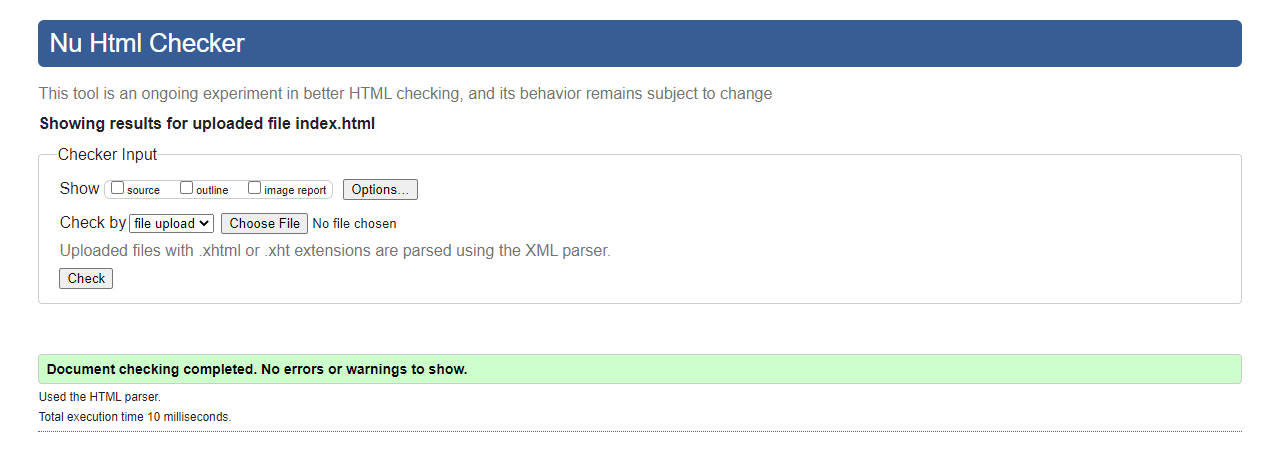 Nu Html Checker
This tool is an ongoing experiment in better HTML checking, and its behavior remains subject to change
Showing results for uploaded file index.html
Checker Input
Show source outline image report Options...
Check by file upload Choose File No file chosen
Uploaded files with .xhtml or .xht extensions are parsed using the XML parser.
Check
Document checking completed. No errors or warnings to show.
Used the HTML parser.
Total execution time 10 milliseconds.